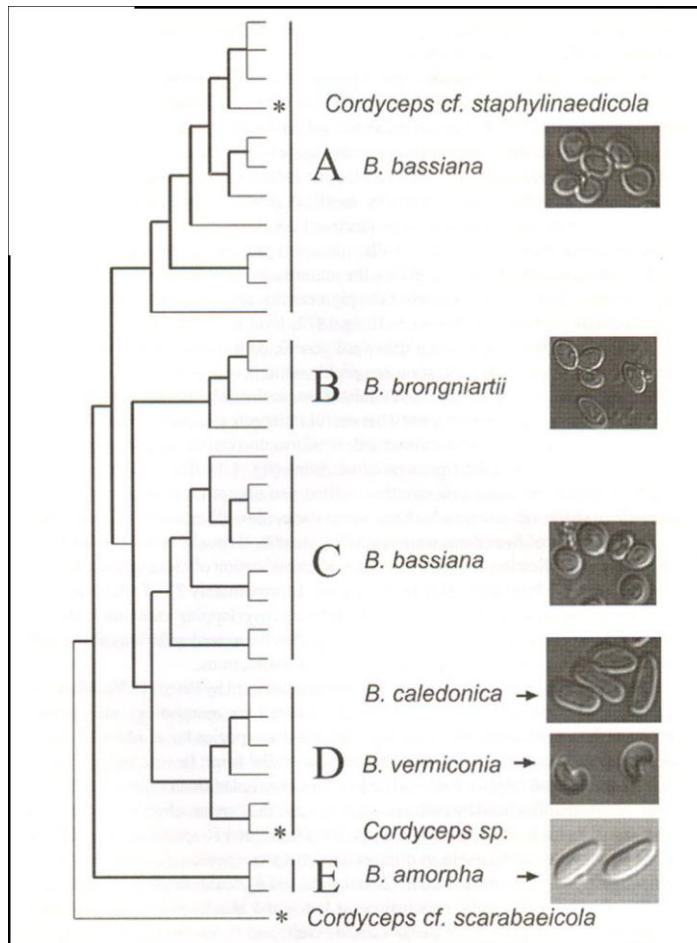 * Cordyceps cf. staphylinaedicola
A B. bassiana
B B. brongniartii
C B. bassiana
B. caledonica
D B. vermiconia
* Cordyceps sp.
E B. amorpha
* Cordyceps cf. scarabaeicola